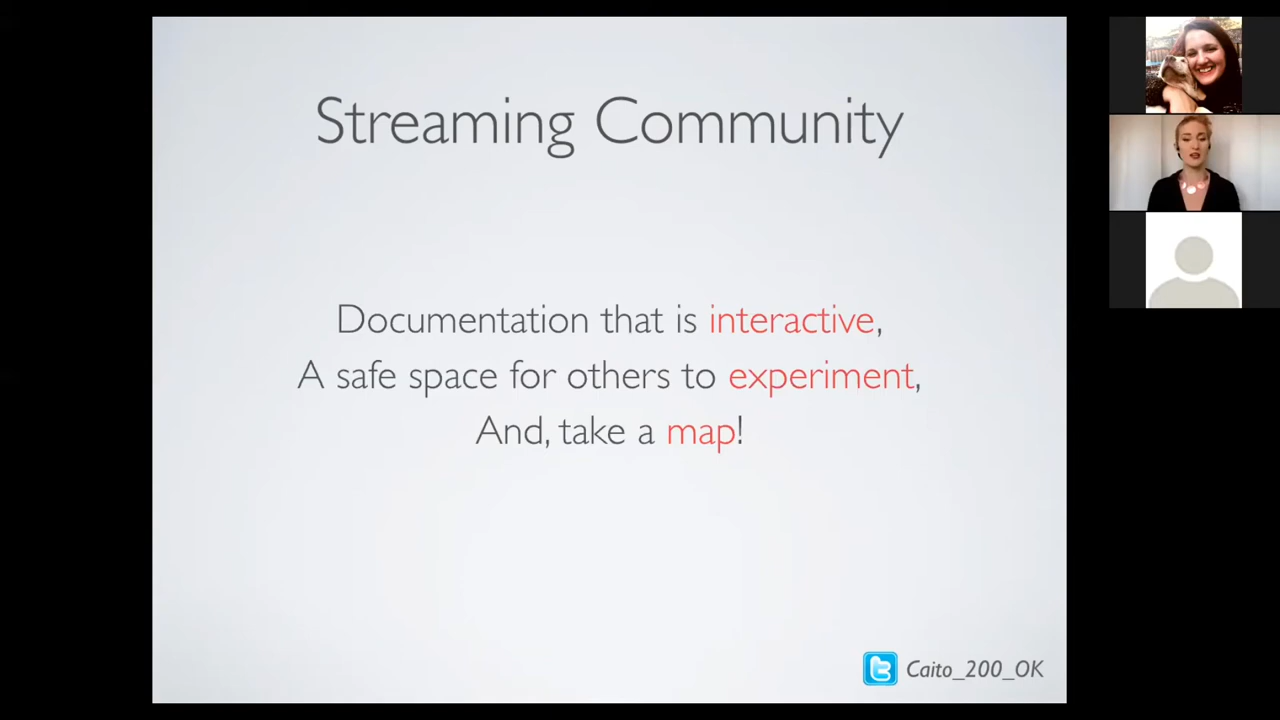 Streaming Community
Documentation that is interactive,
A safe space for others to experiment,
And, take a map!
Caito_200_OK